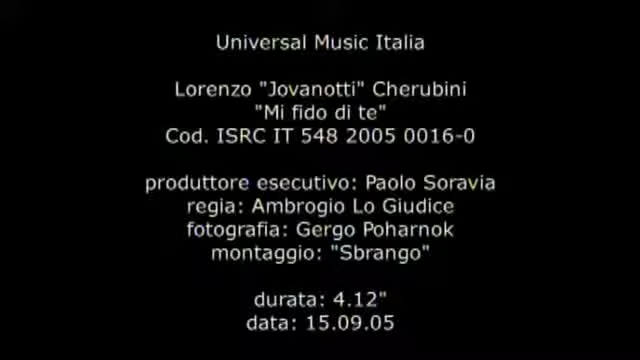 Universal Music Italia
Lorenzo "Jovanotti" Cherubini
"Mi fido di te"
Cod. ISRC IT 548 2005 0016-0
produttore esecutivo: Paolo Soravia
regia: Ambrogio Lo Giudice
fotografia: Gergo Poharnok
montaggio: "Sbrango"
durata: 4.12"
data: 15.09.05